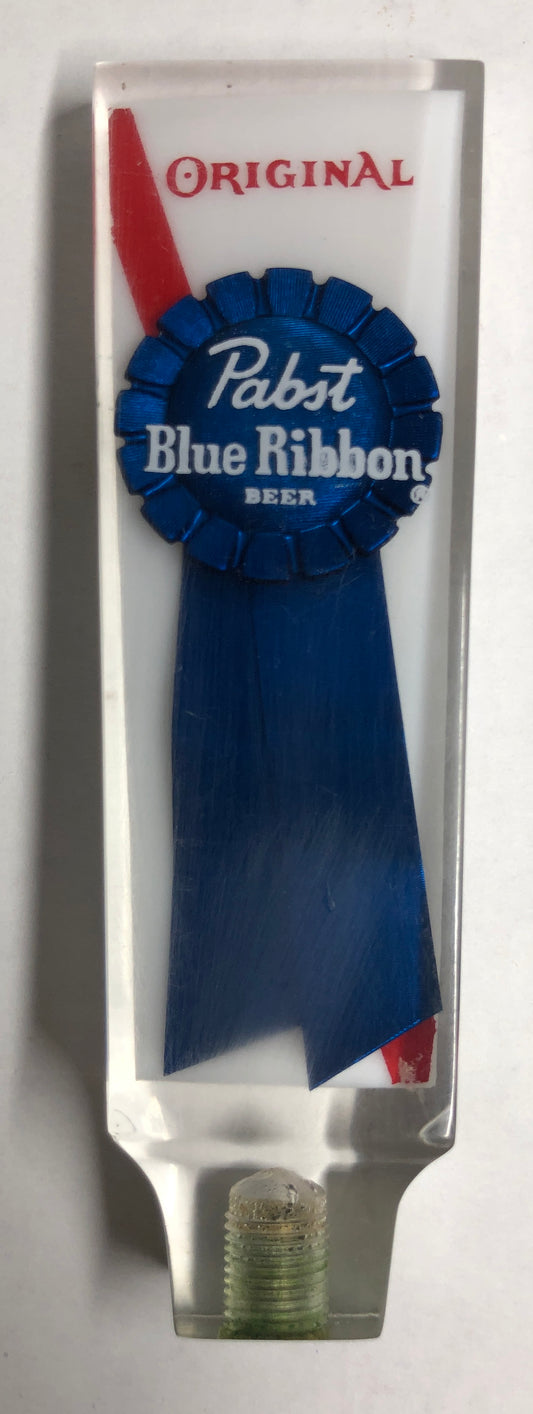 ORIGINAL
Pabst
Blue Ribbon
BEER
®